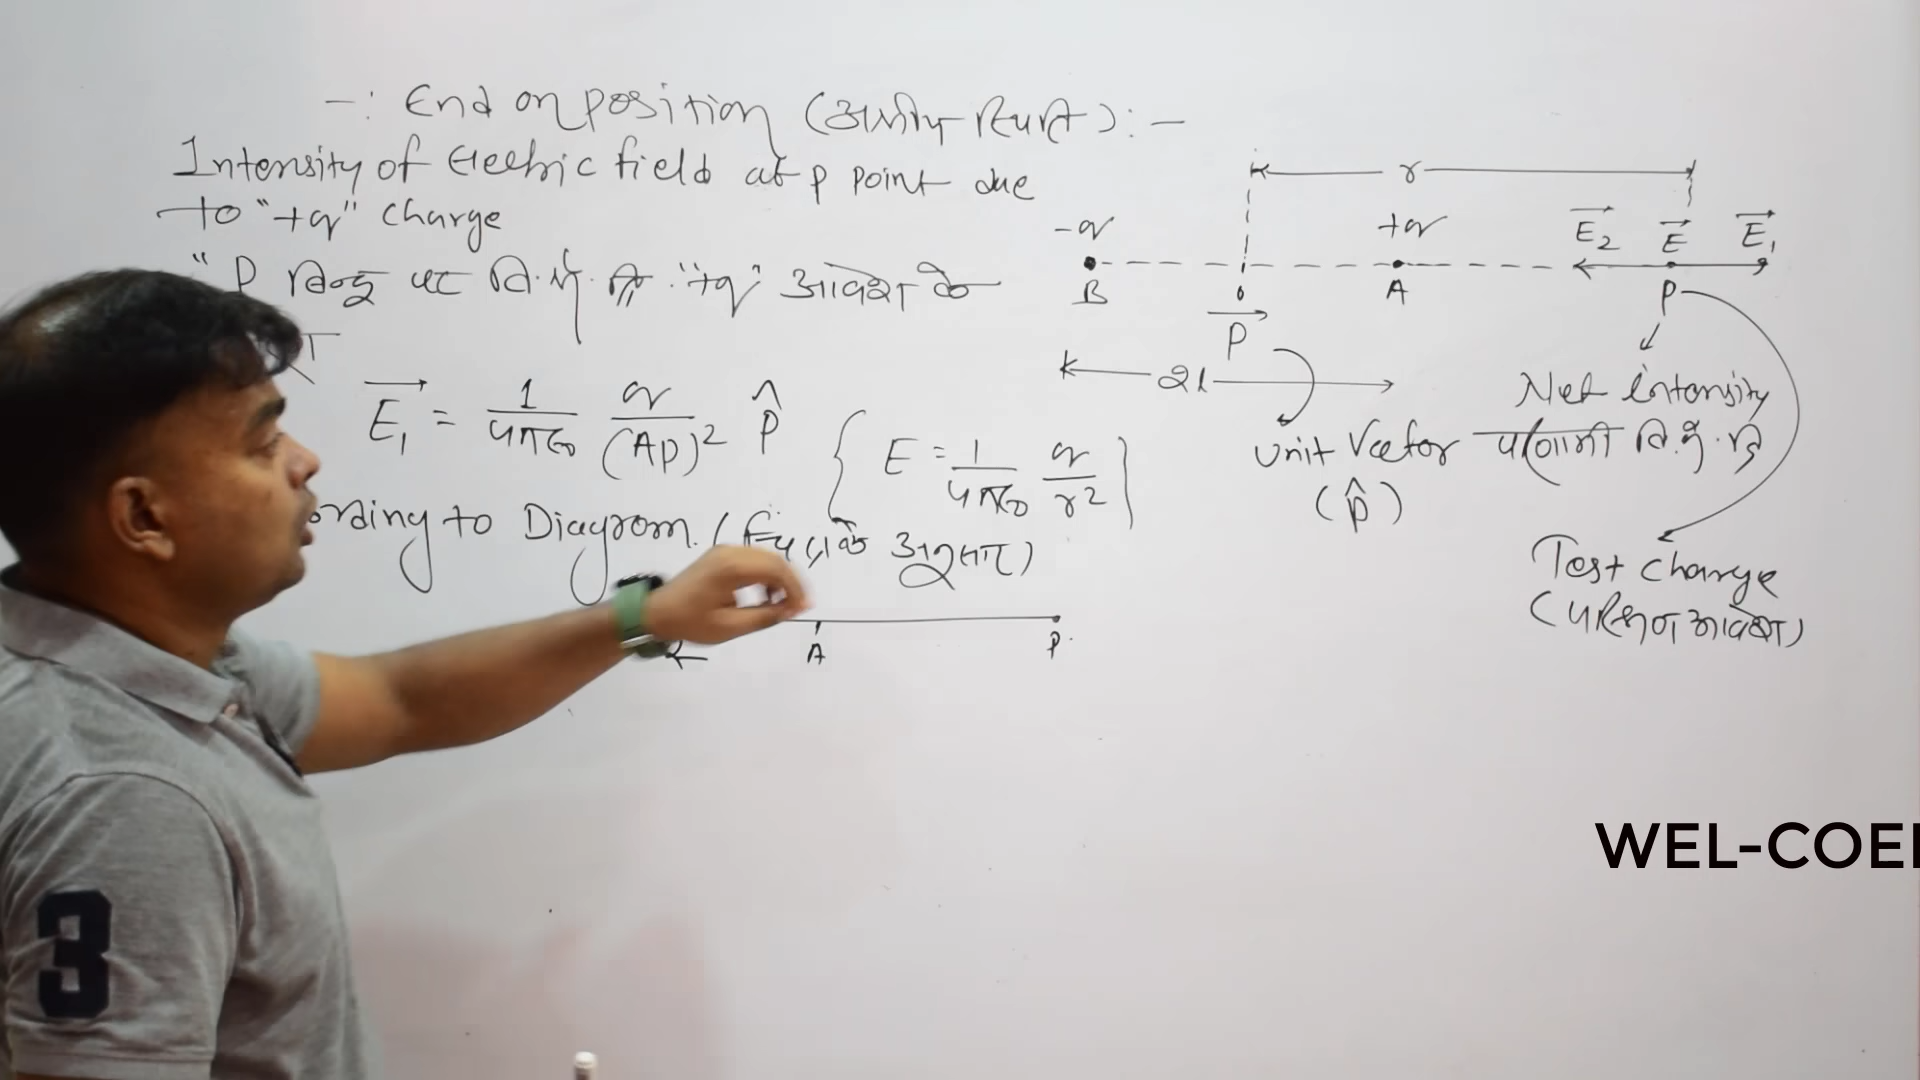 -: End on position (अक्षीय स्थिति) :-
Intensity of Electric field at P point due
to "+q" charge
"P बिन्दु पर वि.क्षे. की "+q" आवेश के
E₁ = 1/4πε₀ q/(AP)² p̂ { E = 1/4πε₀ q/r² }
ording to Diagrom. (चित्र के अनुसार)
A P
r
-q +q E₂ E E₁
B o A P
P
2l
Net intensity
परिणामी वि.क्षे.
unit Vector
(p̂)
Test charge
(परीक्षण आवेश)
3
WEL-COE